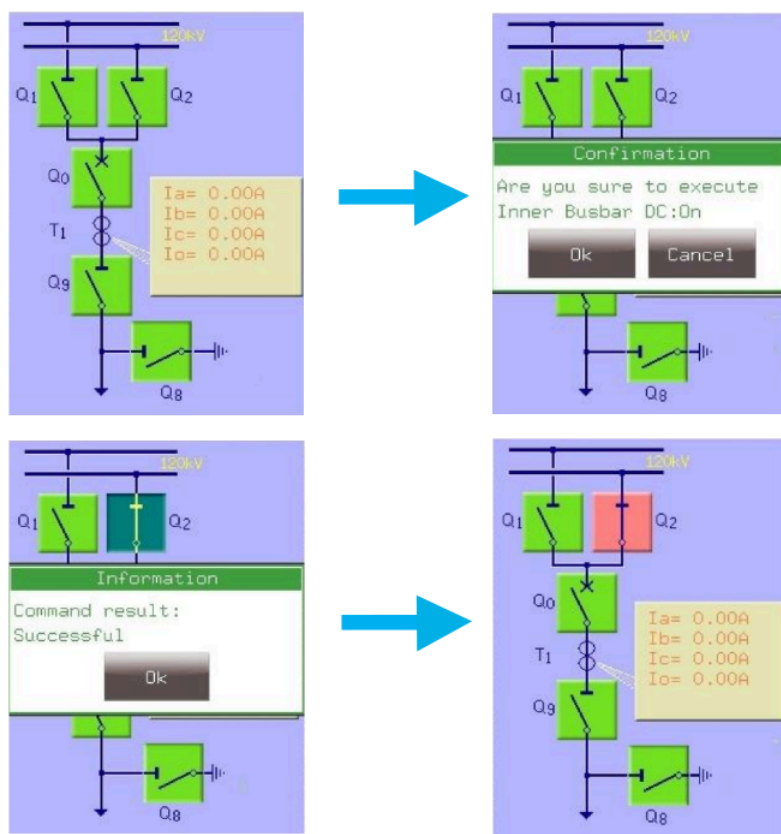 120kV
Q1
Q2
Q0
Ia= 0.00A
Ib= 0.00A
Ic= 0.00A
Io= 0.00A
T1
Q9
Q8
120kV
Q1
Q2
Confirmation
Are you sure to execute
Inner Busbar DC:On
Ok
Cancel
Q8
120kV
Q1
Q2
Information
Command result:
Successful
Ok
Q8
120kV
Q1
Q2
Q0
Ia= 0.00A
Ib= 0.00A
Ic= 0.00A
Io= 0.00A
T1
Q9
Q8